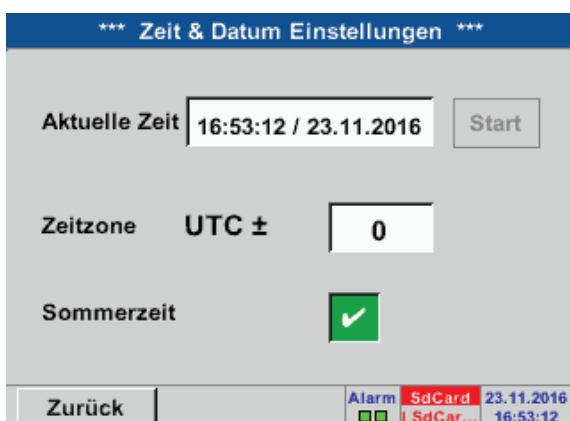 *** Zeit & Datum Einstellungen ***
Aktuelle Zeit 16:53:12 / 23.11.2016 Start
Zeitzone UTC ± 0
Sommerzeit ✔
Zurück Alarm SdCard 23.11.2016
SdCar... 16:53:12